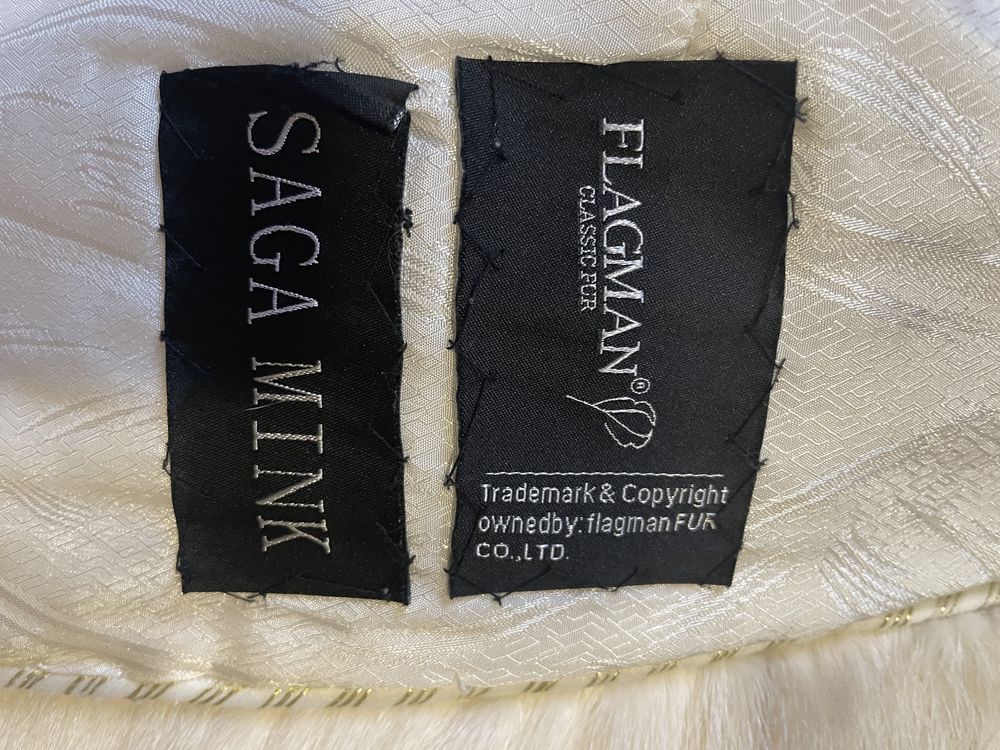 SAGA MINK
FLAGMAN®
CLASSIC FUR
Trademark & Copyright
ownedby: flagman FUR
CO.,LTD.